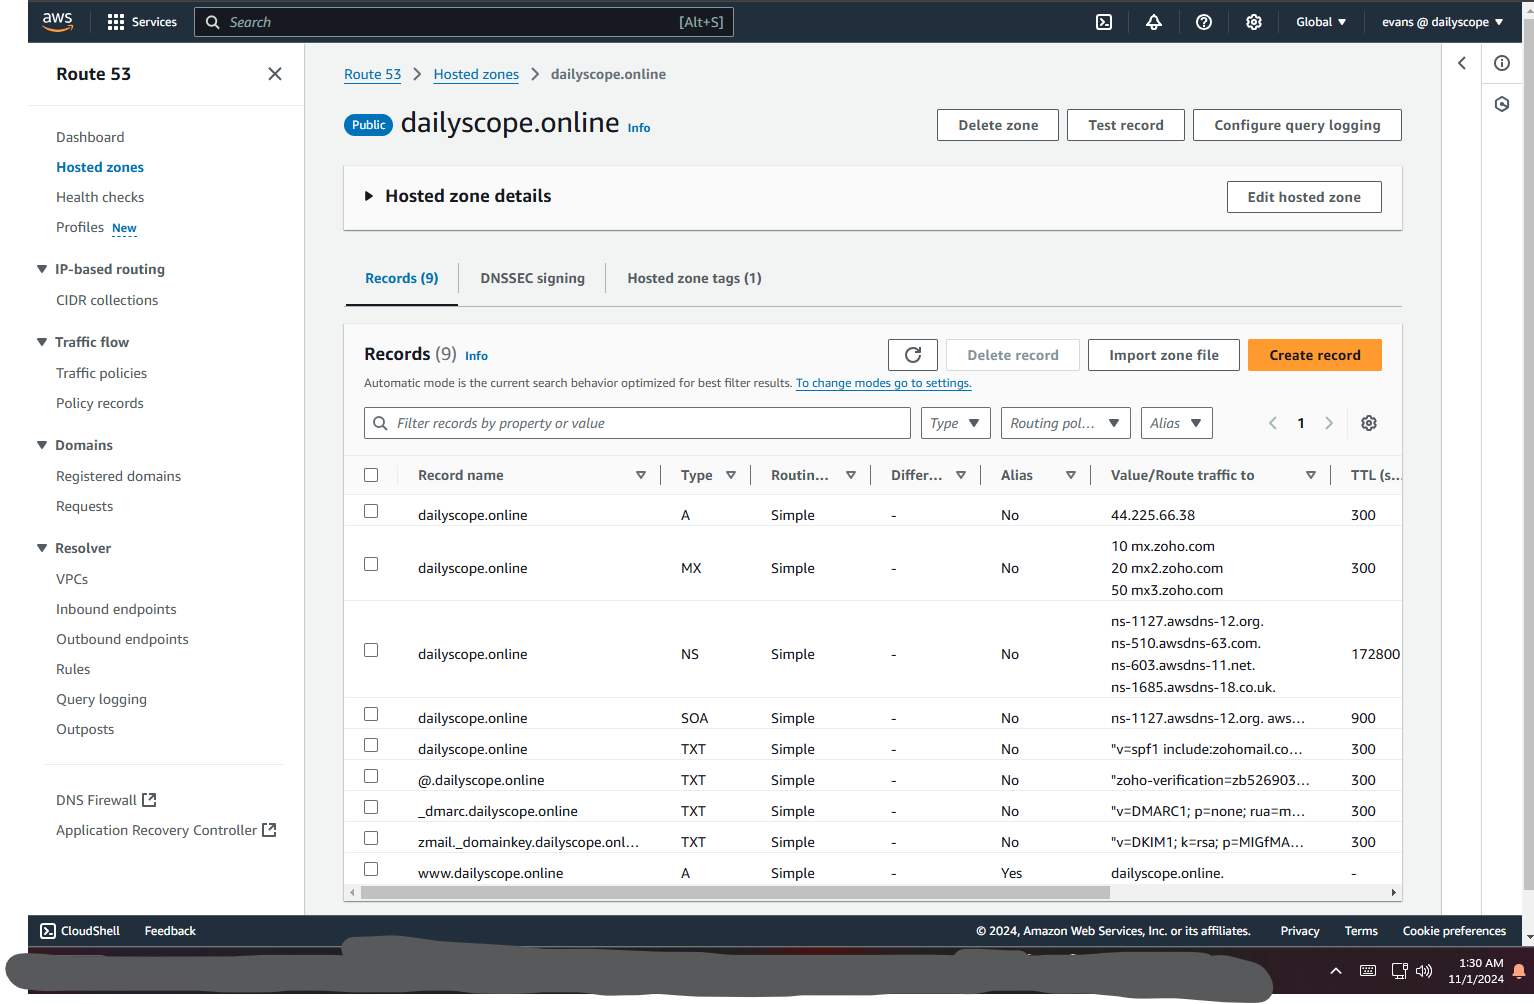 aws
Services
Search
[Alt+S]
Global
evans @ dailyscope
Route 53
Dashboard
Hosted zones
Health checks
Profiles New
IP-based routing
CIDR collections
Traffic flow
Traffic policies
Policy records
Domains
Registered domains
Requests
Resolver
VPCs
Inbound endpoints
Outbound endpoints
Rules
Query logging
Outposts
DNS Firewall
Application Recovery Controller
Route 53 > Hosted zones > dailyscope.online
Public dailyscope.online Info
Delete zone
Test record
Configure query logging
Hosted zone details
Edit hosted zone
Records (9)
DNSSEC signing
Hosted zone tags (1)
Records (9) Info
Delete record
Import zone file
Create record
Automatic mode is the current search behavior optimized for best filter results. To change modes go to settings.
Filter records by property or value
Type
Routing pol...
Alias
1
Record name Type Routin... Differ... Alias Value/Route traffic to TTL (s...
dailyscope.online A Simple - No 44.225.66.38 300
dailyscope.online MX Simple - No 10 mx.zoho.com 300
20 mx2.zoho.com
50 mx3.zoho.com
dailyscope.online NS Simple - No ns-1127.awsdns-12.org. 172800
ns-510.awsdns-63.com.
ns-603.awsdns-11.net.
ns-1685.awsdns-18.co.uk.
dailyscope.online SOA Simple - No ns-1127.awsdns-12.org. aws... 900
dailyscope.online TXT Simple - No "v=spf1 include:zohomail.co... 300
@.dailyscope.online TXT Simple - No "zoho-verification=zb526903... 300
_dmarc.dailyscope.online TXT Simple - No "v=DMARC1; p=none; rua=m... 300
zmail._domainkey.dailyscope.onl... TXT Simple - No "v=DKIM1; k=rsa; p=MIGfMA... 300
www.dailyscope.online A Simple - Yes dailyscope.online. -
CloudShell
Feedback
© 2024, Amazon Web Services, Inc. or its affiliates.
Privacy
Terms
Cookie preferences
1:30 AM
11/1/2024